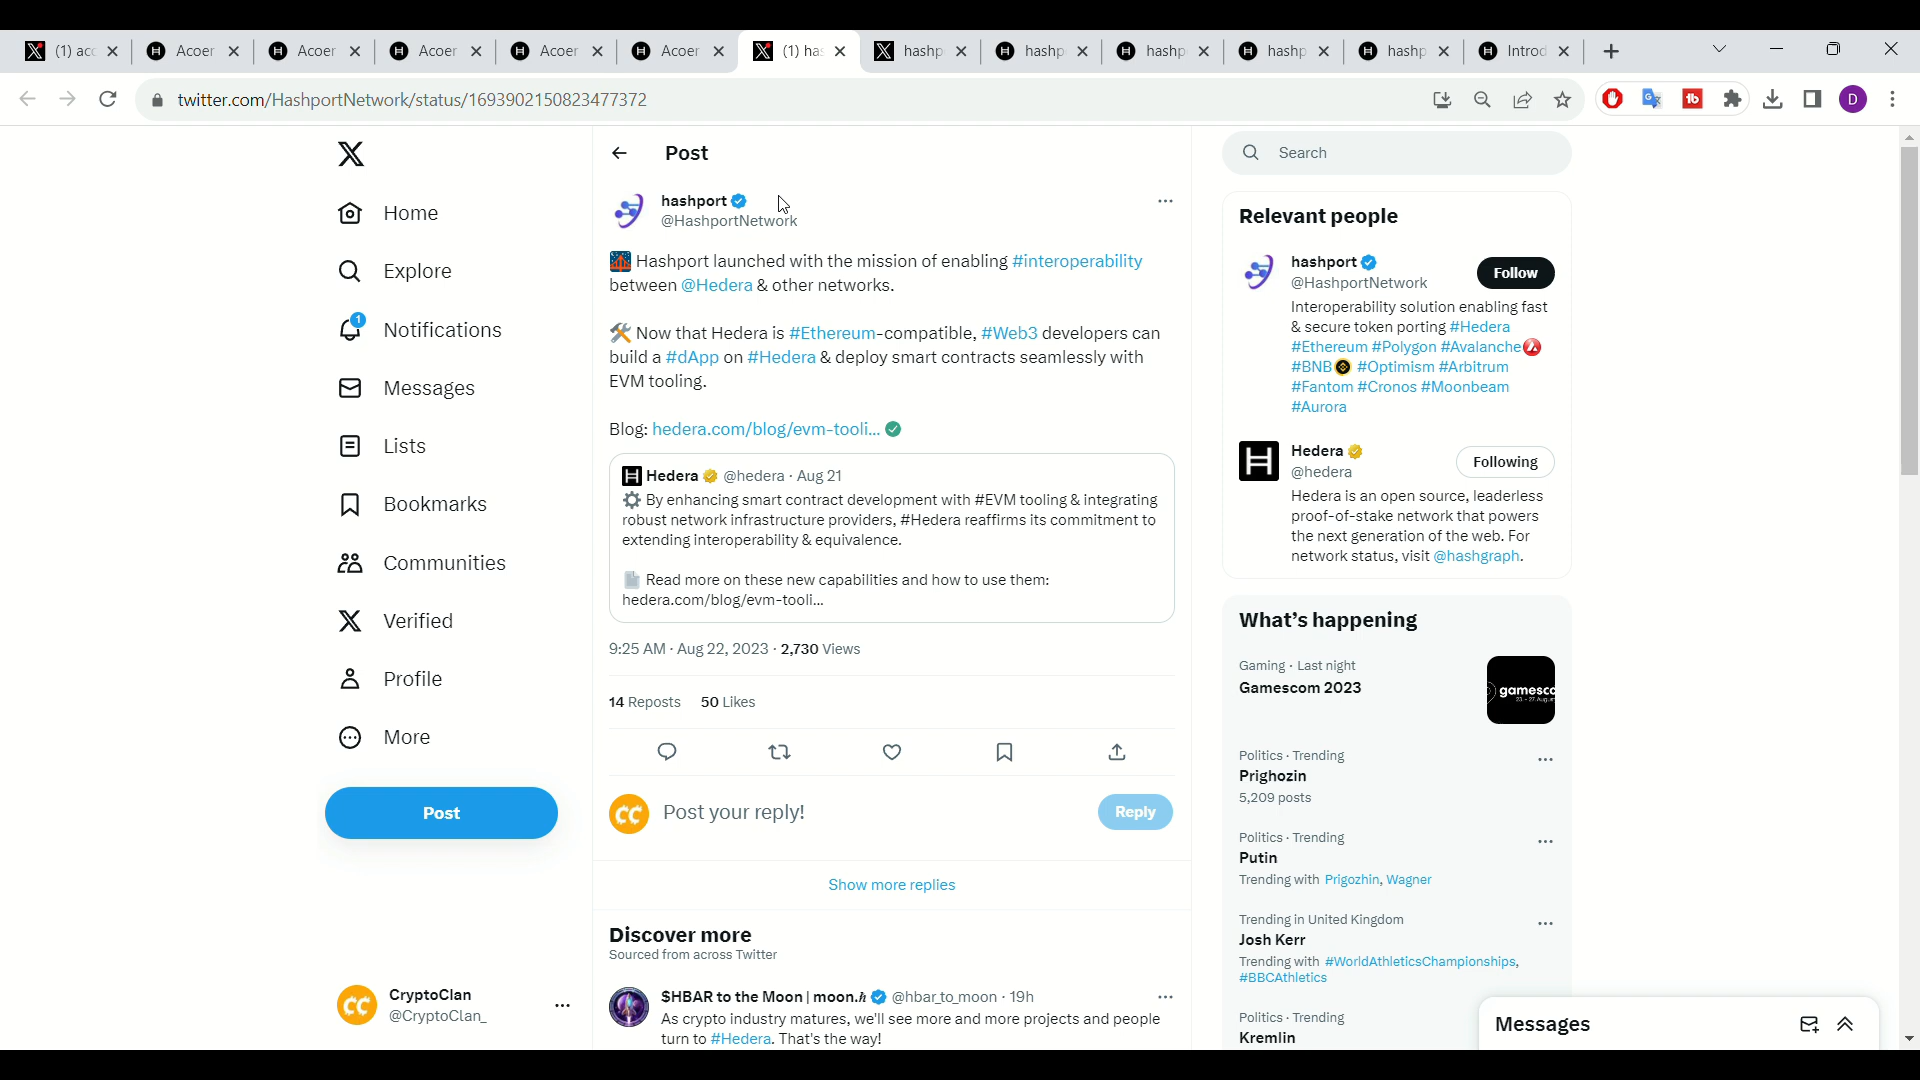 (1) ac
Acoer
Acoer
Acoer
Acoer
Acoer
(1) has
hashp
hashp
hashp
hashp
hashp
Introd
twitter.com/HashportNetwork/status/1693902150823477372
D
Home
Explore
1
Notifications
Messages
Lists
Bookmarks
Communities
Verified
Profile
More
Post
CryptoClan
@CryptoClan_
Post
hashport
@HashportNetwork
Hashport launched with the mission of enabling #interoperability
between @Hedera & other networks.
Now that Hedera is #Ethereum-compatible, #Web3 developers can
build a #dApp on #Hedera & deploy smart contracts seamlessly with
EVM tooling.
Blog: hedera.com/blog/evm-tooli...
Hedera @hedera · Aug 21
By enhancing smart contract development with #EVM tooling & integrating
robust network infrastructure providers, #Hedera reaffirms its commitment to
extending interoperability & equivalence.
Read more on these new capabilities and how to use them:
hedera.com/blog/evm-tooli...
9:25 AM · Aug 22, 2023 · 2,730 Views
14 Reposts 50 Likes
Post your reply!
Reply
Show more replies
Discover more
Sourced from across Twitter
$HBAR to the Moon | moon.ℏ @hbar_to_moon · 19h
As crypto industry matures, we'll see more and more projects and people
turn to #Hedera. That's the way!
Search
Relevant people
hashport
@HashportNetwork
Follow
Interoperability solution enabling fast
& secure token porting #Hedera
#Ethereum #Polygon #Avalanche
#BNB #Optimism #Arbitrum
#Fantom #Cronos #Moonbeam
#Aurora
Hedera
@hedera
Following
Hedera is an open source, leaderless
proof-of-stake network that powers
the next generation of the web. For
network status, visit @hashgraph.
What's happening
Gaming · Last night
Gamescom 2023
gamesco
Politics · Trending
Prighozin
5,209 posts
Politics · Trending
Putin
Trending with Prigozhin, Wagner
Trending in United Kingdom
Josh Kerr
Trending with #WorldAthleticsChampionships,
#BBCAthletics
Politics · Trending
Kremlin
Messages